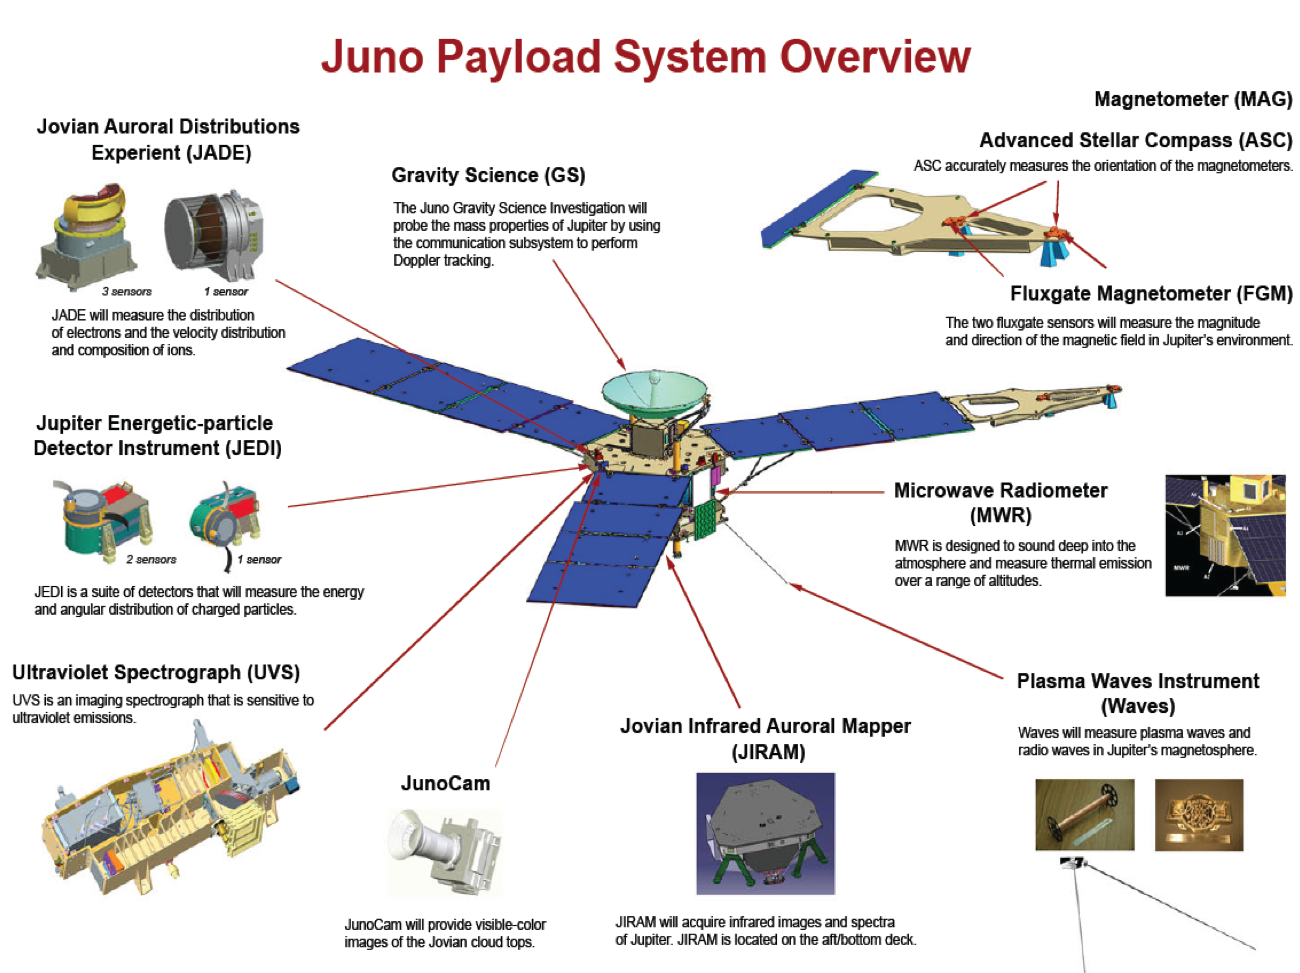 Juno Payload System Overview
Jovian Auroral Distributions
Experient (JADE)
3 sensors
1 sensor
JADE will measure the distribution
of electrons and the velocity distribution
and composition of ions.
Gravity Science (GS)
The Juno Gravity Science Investigation will
probe the mass properties of Jupiter by using
the communication subsystem to perform
Doppler tracking.
Magnetometer (MAG)
Advanced Stellar Compass (ASC)
ASC accurately measures the orientation of the magnetometers.
Fluxgate Magnetometer (FGM)
The two fluxgate sensors will measure the magnitude
and direction of the magnetic field in Jupiter's environment.
Jupiter Energetic-particle
Detector Instrument (JEDI)
2 sensors
1 sensor
JEDI is a suite of detectors that will measure the energy
and angular distribution of charged particles.
Microwave Radiometer
(MWR)
MWR is designed to sound deep into the
atmosphere and measure thermal emission
over a range of altitudes.
MWR
Ultraviolet Spectrograph (UVS)
UVS is an imaging spectrograph that is sensitive to
ultraviolet emissions.
JunoCam
JunoCam will provide visible-color
images of the Jovian cloud tops.
Jovian Infrared Auroral Mapper
(JIRAM)
JIRAM will acquire infrared images and spectra
of Jupiter. JIRAM is located on the aft/bottom deck.
Plasma Waves Instrument
(Waves)
Waves will measure plasma waves and
radio waves in Jupiter's magnetosphere.